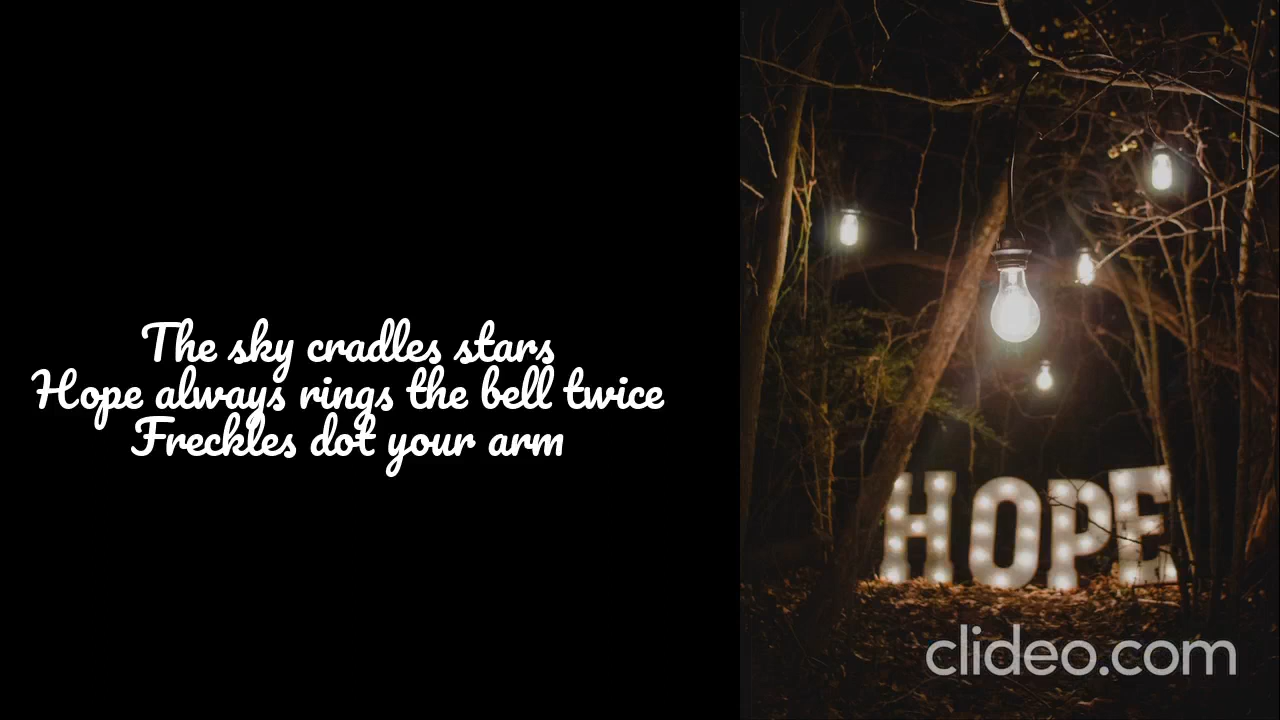 The sky cradles stars
Hope always rings the bell twice
Freckles dot your arm
HOPE
clideo.com